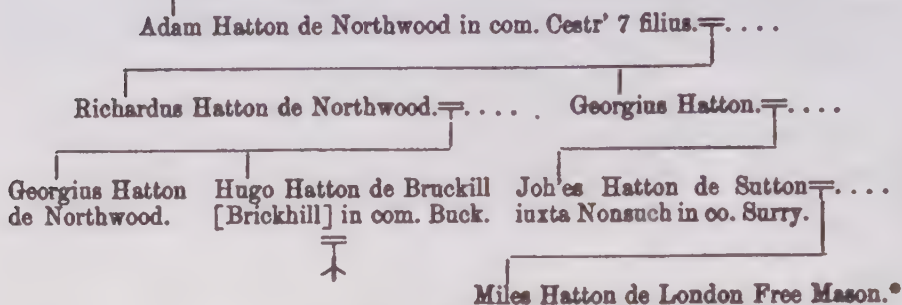 Adam Hatton de Northwood in com. Cestr' 7 filius.=....
Richardus Hatton de Northwood.=.... Georgius Hatton.=....
Georgius Hatton
de Northwood.
Hugo Hatton de Bruckill
[Brickhill] in com. Buck.
Joh'es Hatton de Sutton=....
iuxta Nonsuch in co. Surry.
Miles Hatton de London Free Mason.*